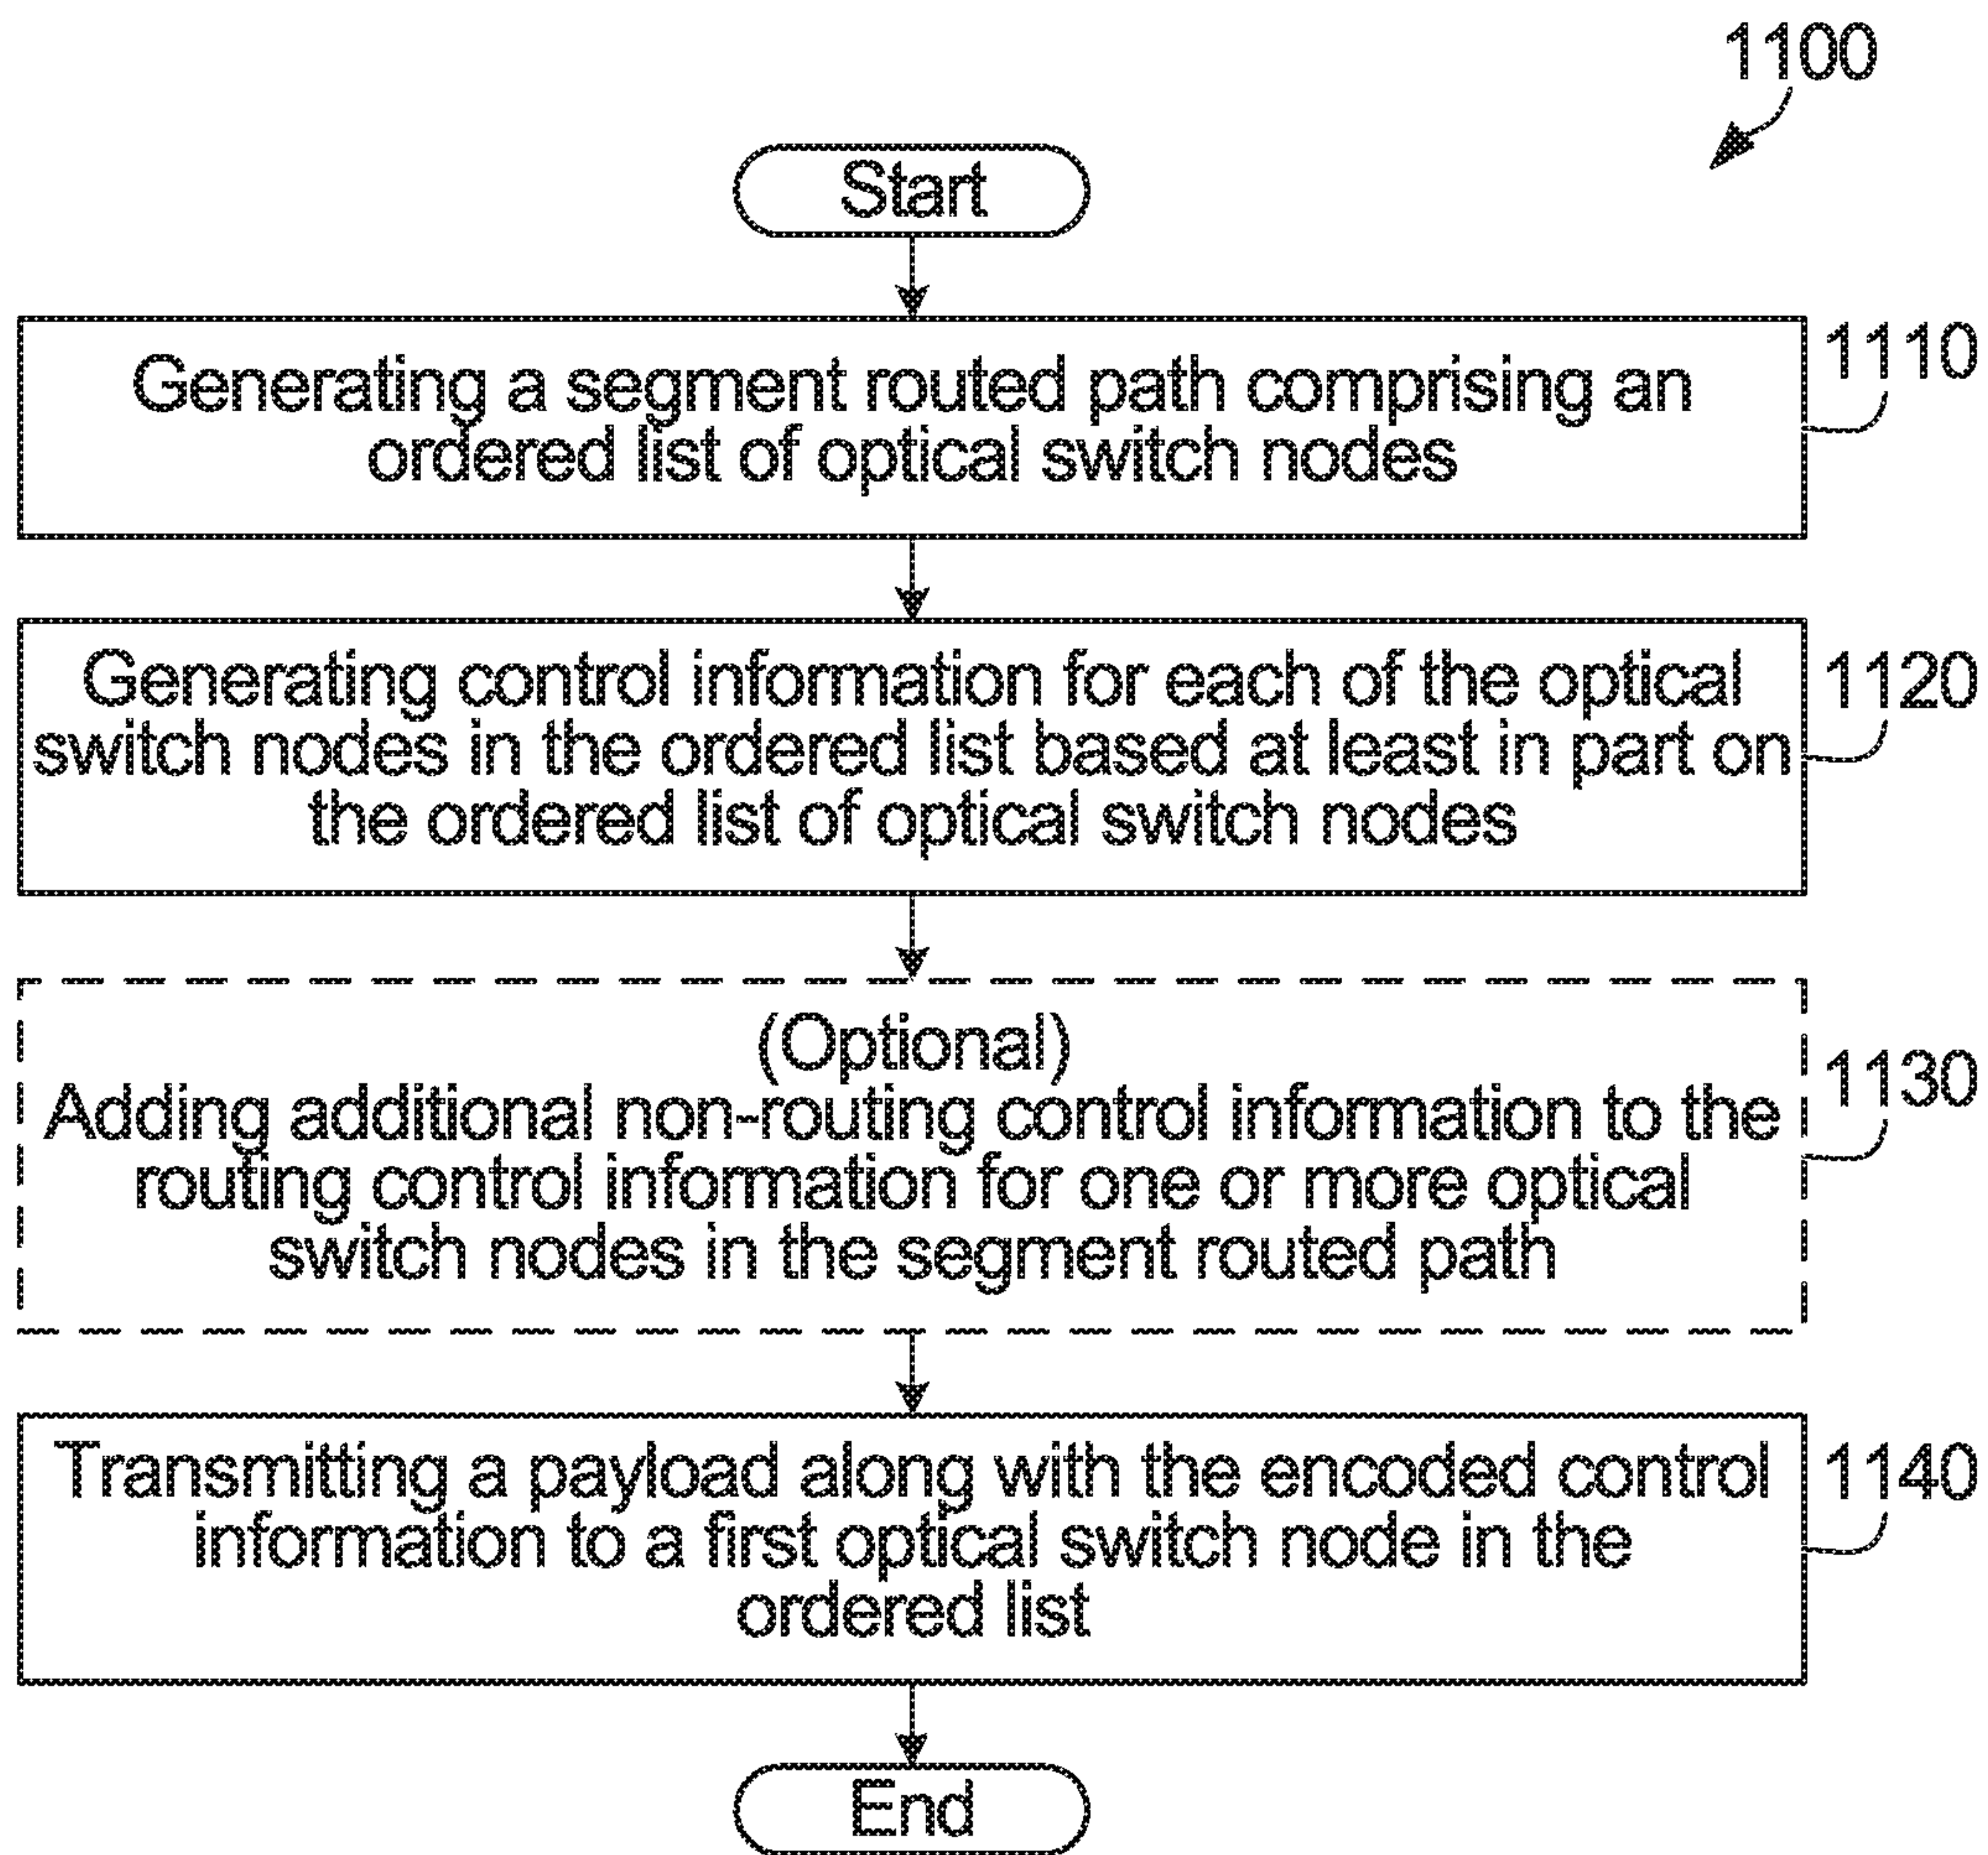 1100
Start
Generating a segment routed path comprising an
ordered list of optical switch nodes
1110
Generating control information for each of the optical
switch nodes in the ordered list based at least in part on
the ordered list of optical switch nodes
1120
(Optional)
Adding additional non-routing control information to the
routing control information for one or more optical
switch nodes in the segment routed path
1130
Transmitting a payload along with the encoded control
information to a first optical switch node in the
ordered list
1140
End